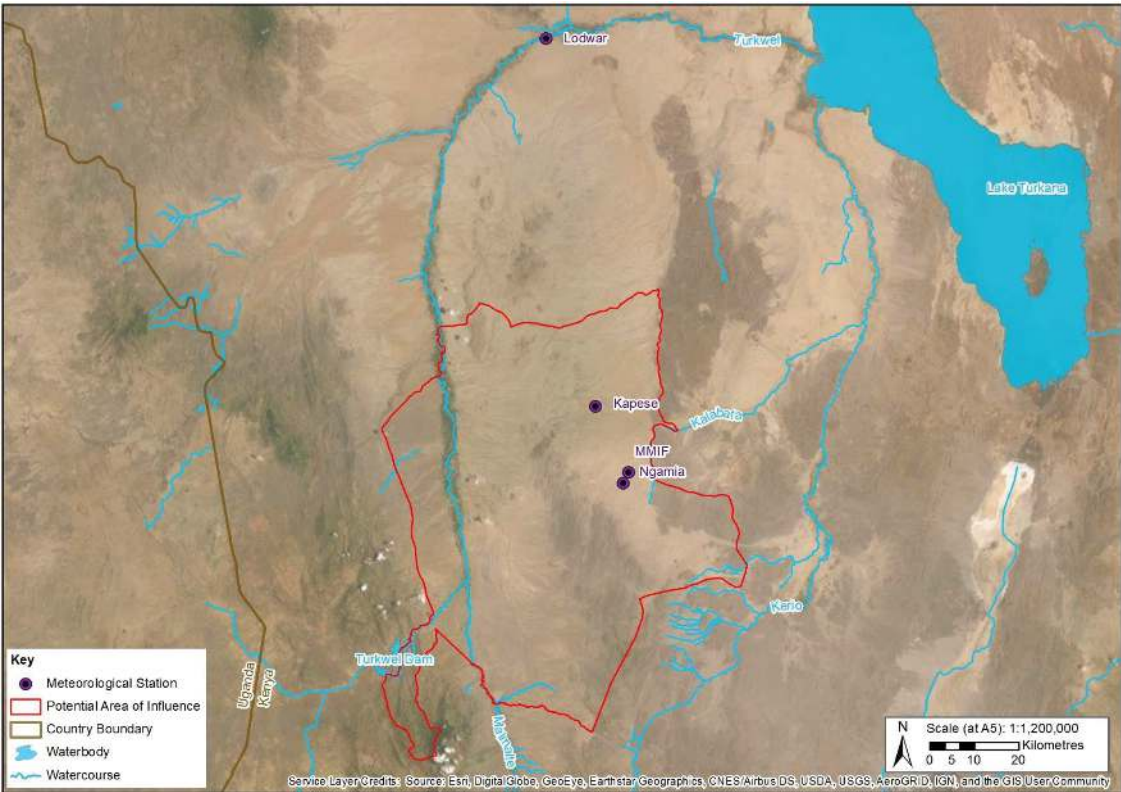 Lodwar
Turkwel
Lake Turkana
Kapese
Kalabata
MMIF
Ngamia
Kerio
Turkwel Dam
Uganda
Kenya
Malmalte
Key
Meteorological Station
Potential Area of Influence
Country Boundary
Waterbody
Watercourse
N
Scale (at A5): 1:1,200,000
Kilometres
0 5 10 20
Service Layer Credits: Source: Esri, DigitalGlobe, GeoEye, Earthstar Geographics, CNES/Airbus DS, USDA, USGS, AeroGRID, IGN, and the GIS User Community